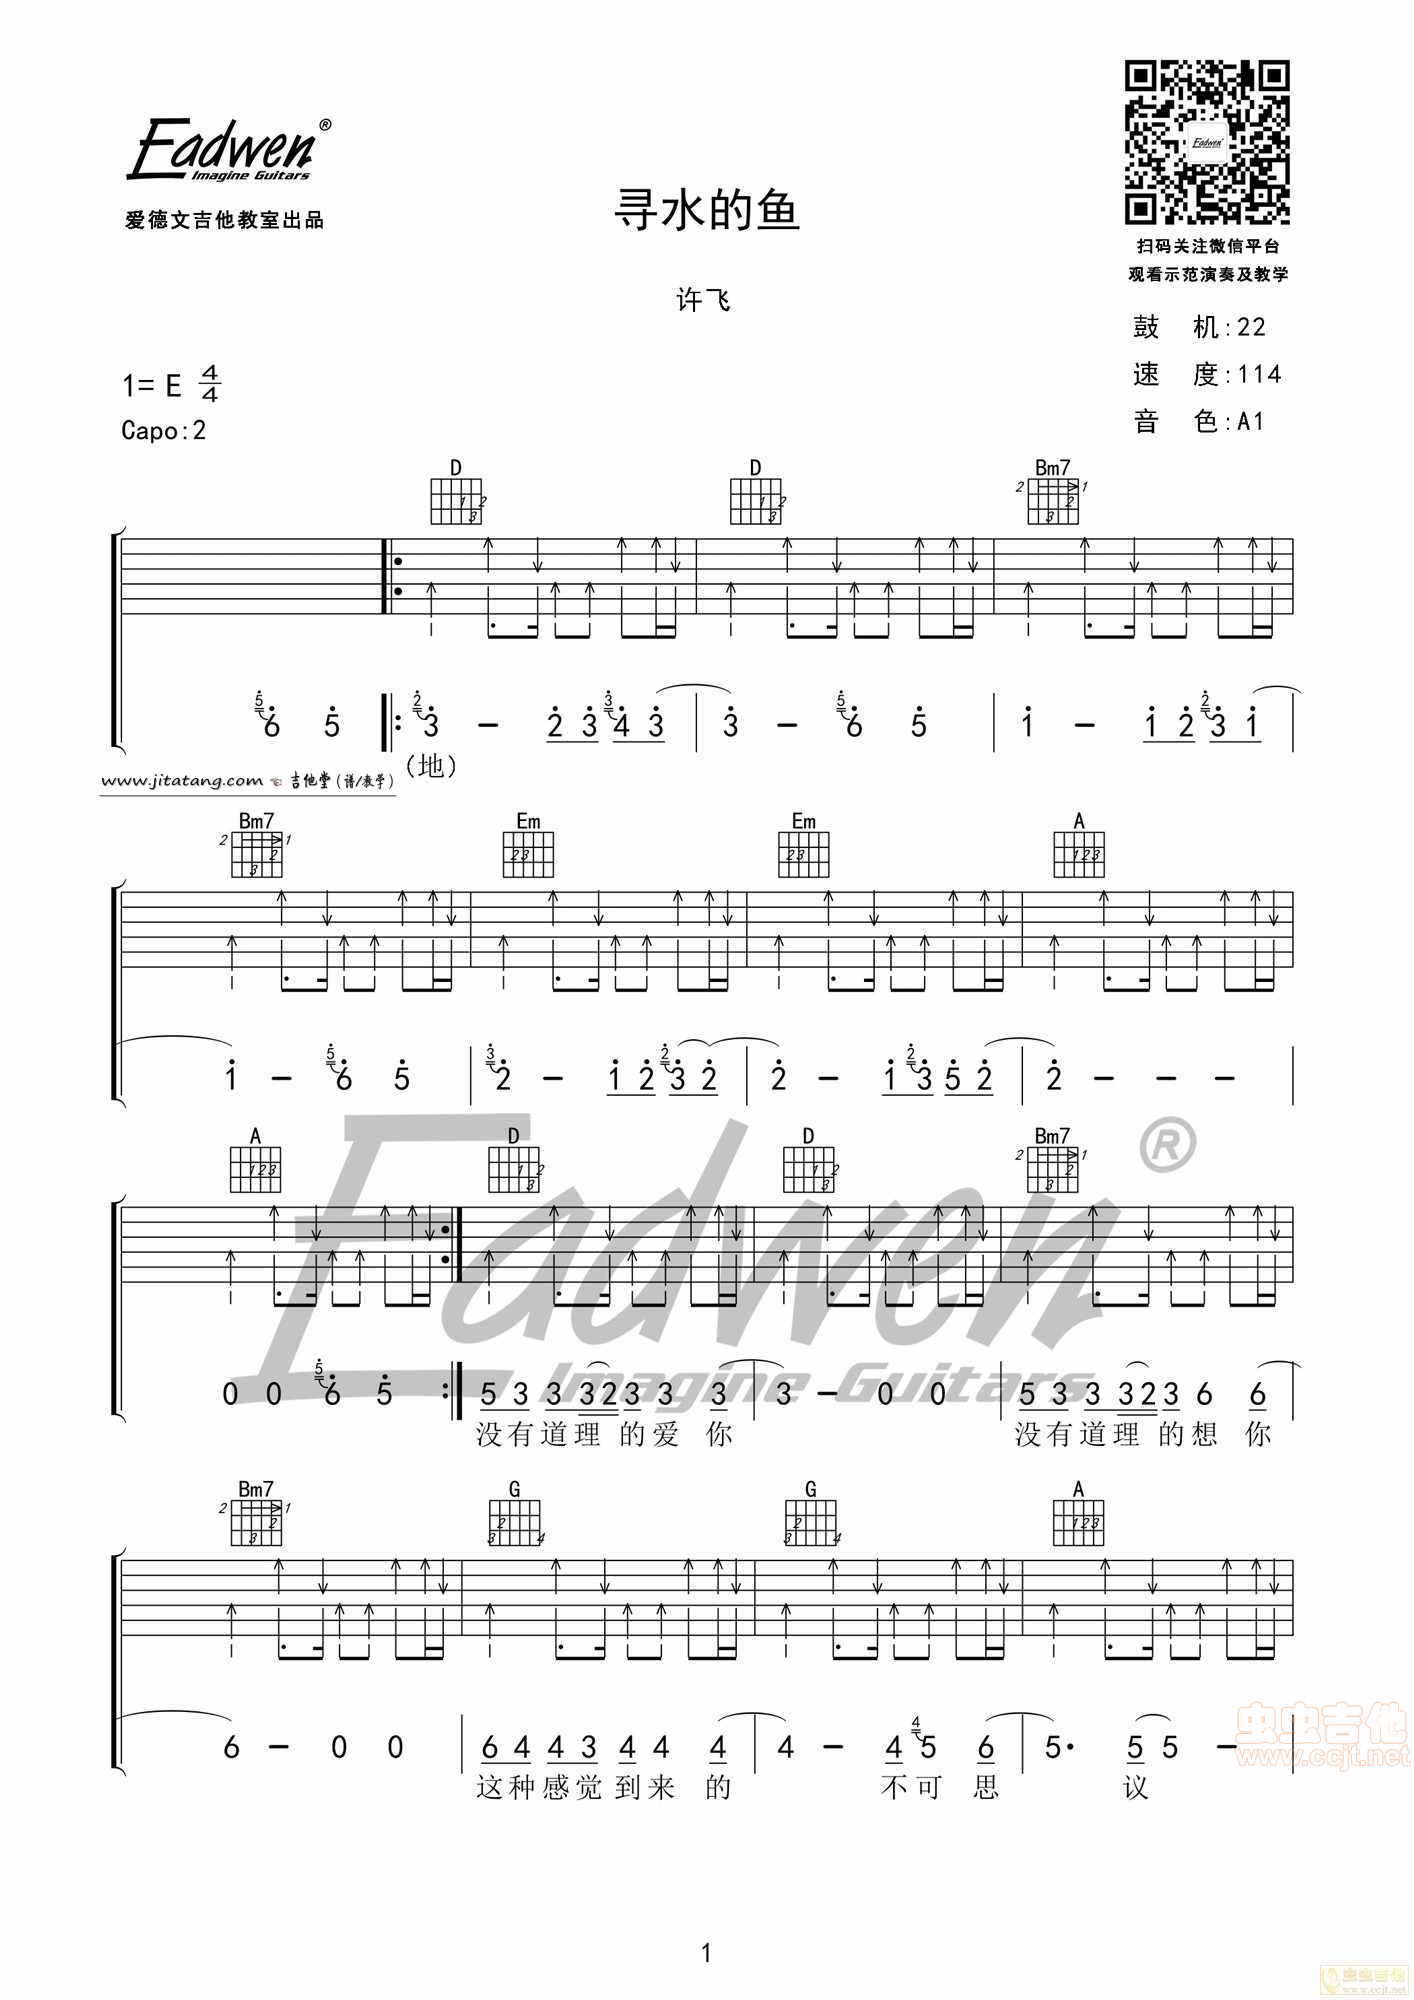 Eadwen®
Imagine Guitars
爱德文吉他教室出品
寻水的鱼
许飞
Eadwen
扫码关注微信平台
观看示范演奏及教学
鼓 机:22
速 度:114
音 色:A1
1= E 4/4
Capo:2
D D Bm7
6 5 3 - 2 3 4 3 3 - 6 5 1 - 1 2 3 1
(地)
www.jitatang.com ☜ 吉他堂(谱/教学)
Bm7 Em Em A
1 - 6 5 2 - 1 2 3 2 2 - 1 3 5 2 2 - - -
A D D Bm7
Eadwen®
Imagine Guitars
0 0 6 5 5 3 3 3 2 3 3 3 3 - 0 0 5 3 3 3 2 3 6 6
没有道理的爱你 没有道理的想你
Bm7 G G A
6 - 0 0 6 4 4 3 4 4 4 4 - 4 5 6 5· 5 5 -
这种感觉到来的 不可思 议
虫虫吉他
www.ccjt.net
1
虫虫吉他
www.ccjt.net